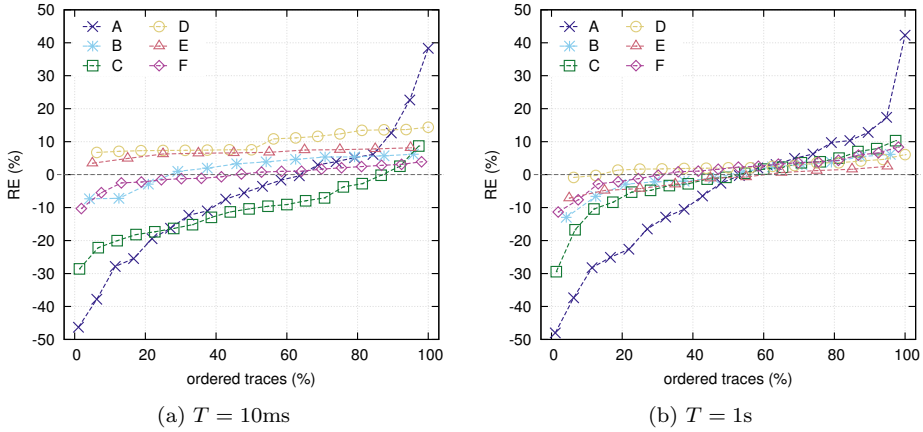 50
40
30
20
10
0
-10
-20
-30
-40
-50
RE (%)
A
B
C
D
E
F
0 20 40 60 80 100
ordered traces (%)
(a) T = 10ms
50
40
30
20
10
0
-10
-20
-30
-40
-50
RE (%)
A
B
C
D
E
F
0 20 40 60 80 100
ordered traces (%)
(b) T = 1s